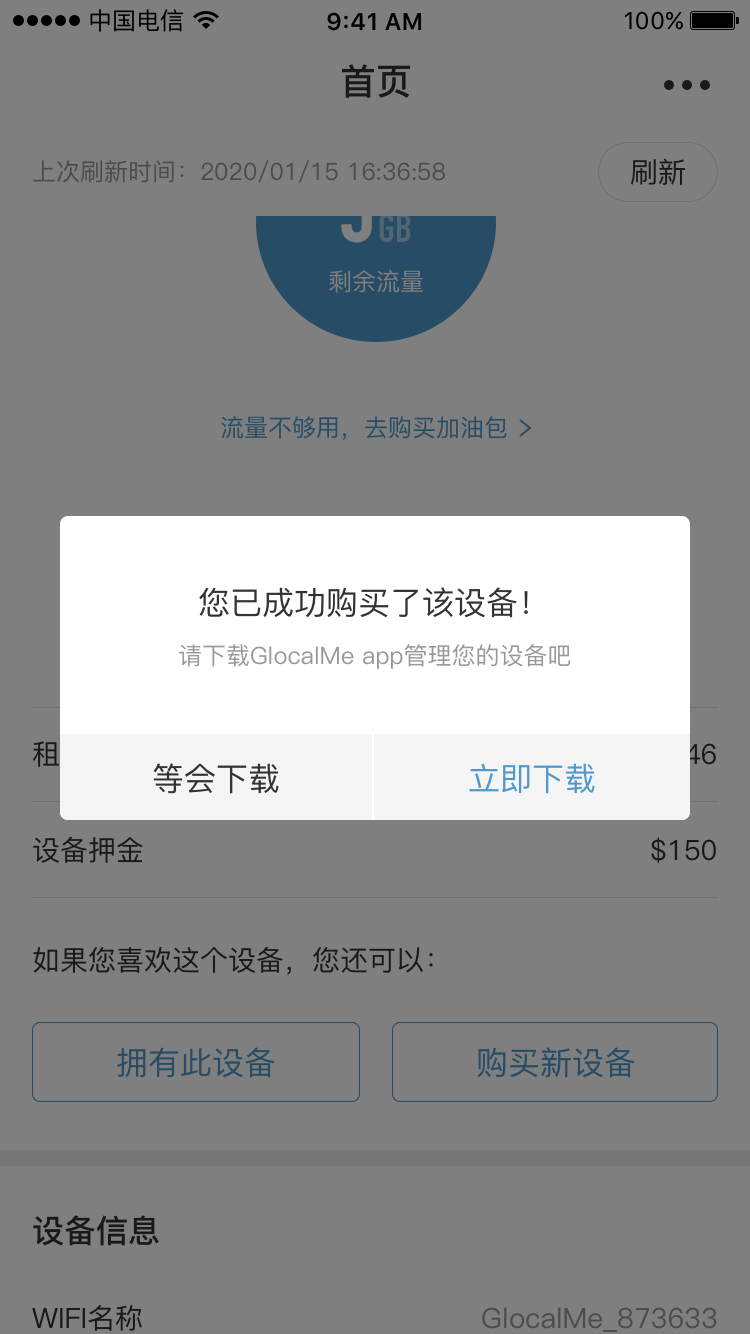 中国电信 9:41 AM 100%
首页
上次刷新时间：2020/01/15 16:36:58 刷新
GB
剩余流量
流量不够用，去购买加油包 >
您已成功购买了该设备！
请下载GlocalMe app管理您的设备吧
等会下载 立即下载
租 46
设备押金 $150
如果您喜欢这个设备，您还可以：
拥有此设备 购买新设备
设备信息
WIFI名称 GlocalMe_873633